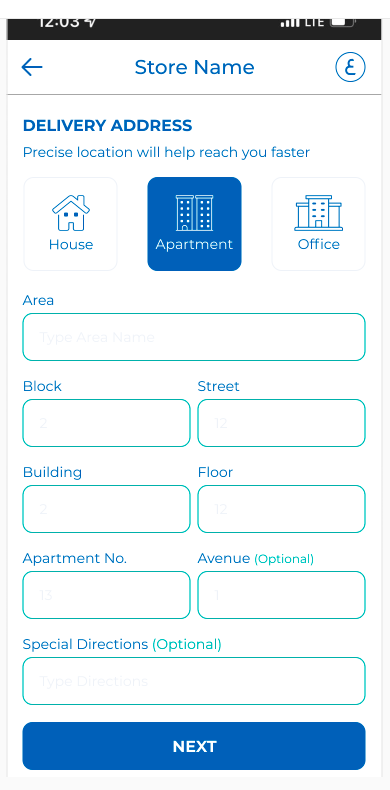 12:03 LTE
Store Name ع
DELIVERY ADDRESS
Precise location will help reach you faster
House Apartment Office
Area
Type Area Name
Block Street
2 12
Building Floor
2 12
Apartment No. Avenue (Optional)
13 1
Special Directions (Optional)
Type Directions
NEXT